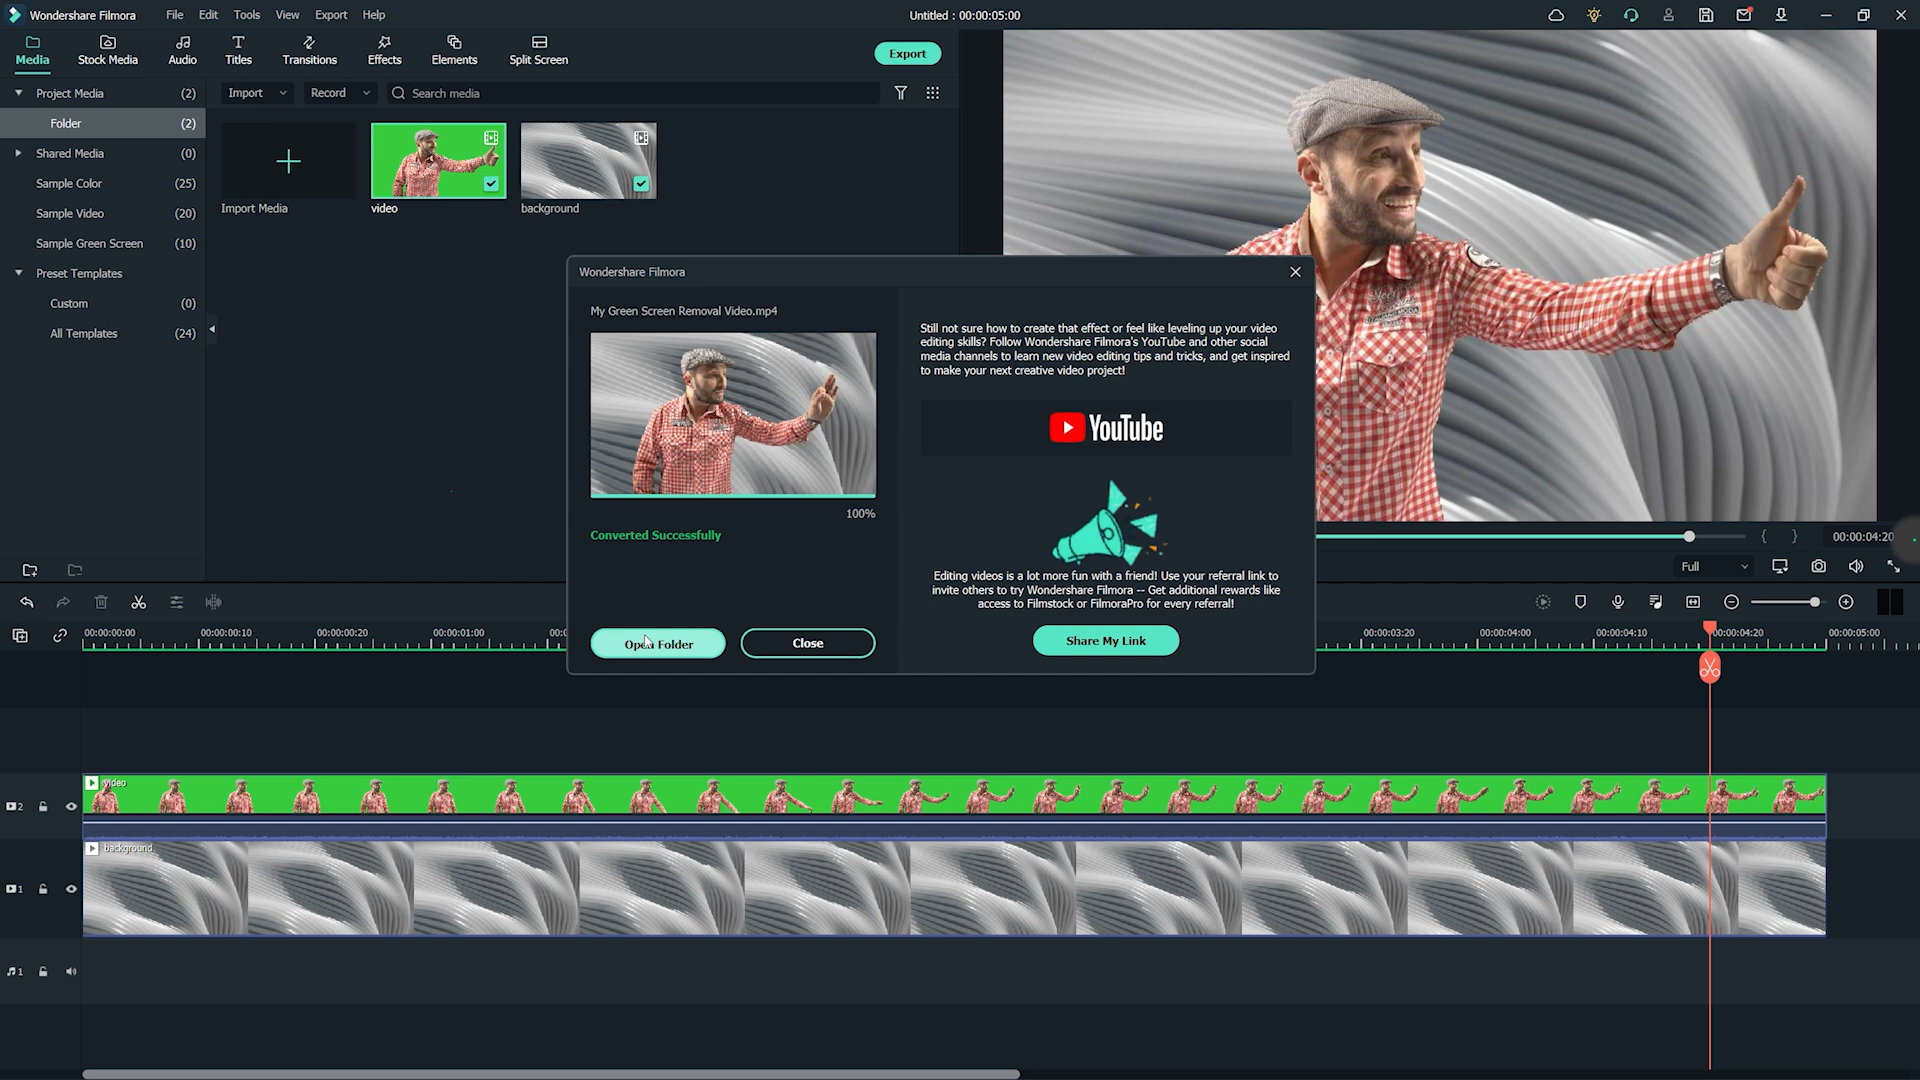 Wondershare Filmora
File
Edit
Tools
View
Export
Help
Untitled : 00:00:05:00
Media
Stock Media
Audio
Titles
Transitions
Effects
Elements
Split Screen
Export
Project Media (2)
Folder (2)
Shared Media (0)
Sample Color (25)
Sample Video (20)
Sample Green Screen (10)
Preset Templates
Custom (0)
All Templates (24)
Import
Record
Search media
Import Media
video
background
Wondershare Filmora
My Green Screen Removal Video.mp4
100%
Converted Successfully
Open Folder
Close
Still not sure how to create that effect or feel like leveling up your video
editing skills? Follow Wondershare Filmora's YouTube and other social
media channels to learn new video editing tips and tricks, and get inspired
to make your next creative video project!
YouTube
Editing videos is a lot more fun with a friend! Use your referral link to
invite others to try Wondershare Filmora -- Get additional rewards like
access to Filmstock or FilmoraPro for every referral!
Share My Link
00:00:04:20
Full
00:00:00:00
00:00:00:10
00:00:00:20
00:00:01:00
00:0
00:00:03:20
00:00:04:00
00:00:04:10
00:00:04:20
00:00:05:00
2
video
1
background
1